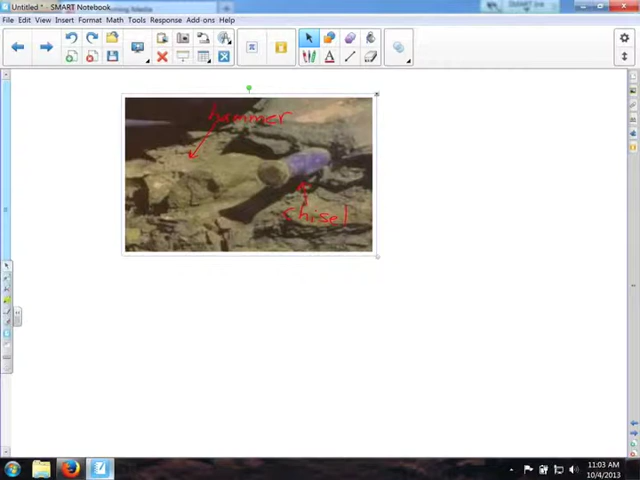 Untitled * - SMART Notebook
File Edit View Insert Format Math Tools Response Add-ons Help
hammer
chisel
11:03 AM
10/4/2013